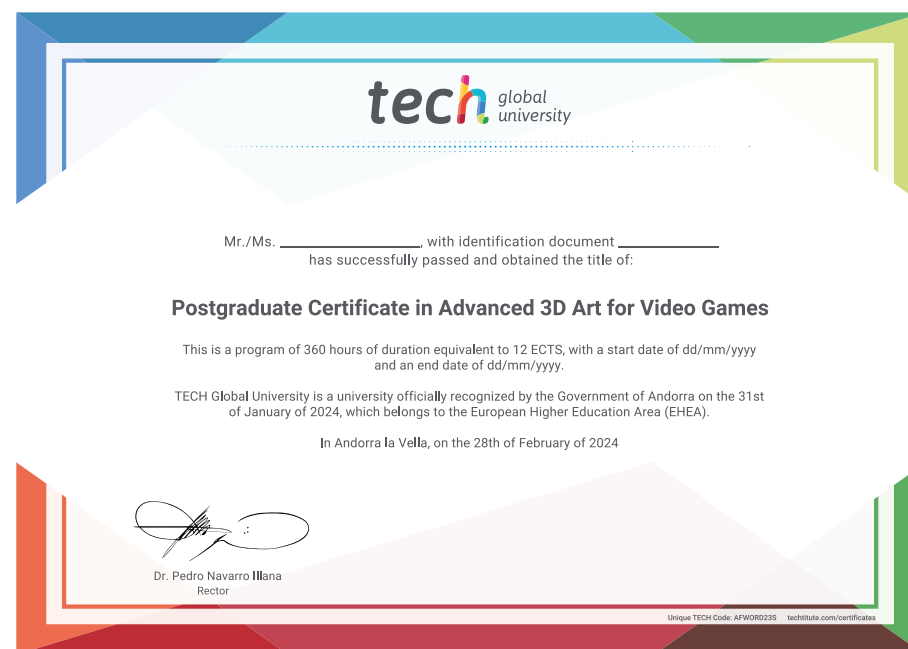 tech global university
Mr./Ms. ____________________, with identification document ______________
has successfully passed and obtained the title of:
Postgraduate Certificate in Advanced 3D Art for Video Games
This is a program of 360 hours of duration equivalent to 12 ECTS, with a start date of dd/mm/yyyy
and an end date of dd/mm/yyyy.
TECH Global University is a university officially recognized by the Government of Andorra on the 31st
of January of 2024, which belongs to the European Higher Education Area (EHEA).
In Andorra la Vella, on the 28th of February of 2024
Dr. Pedro Navarro Illana
Rector
Unique TECH Code: AFWORD23S techtitute.com/certificates